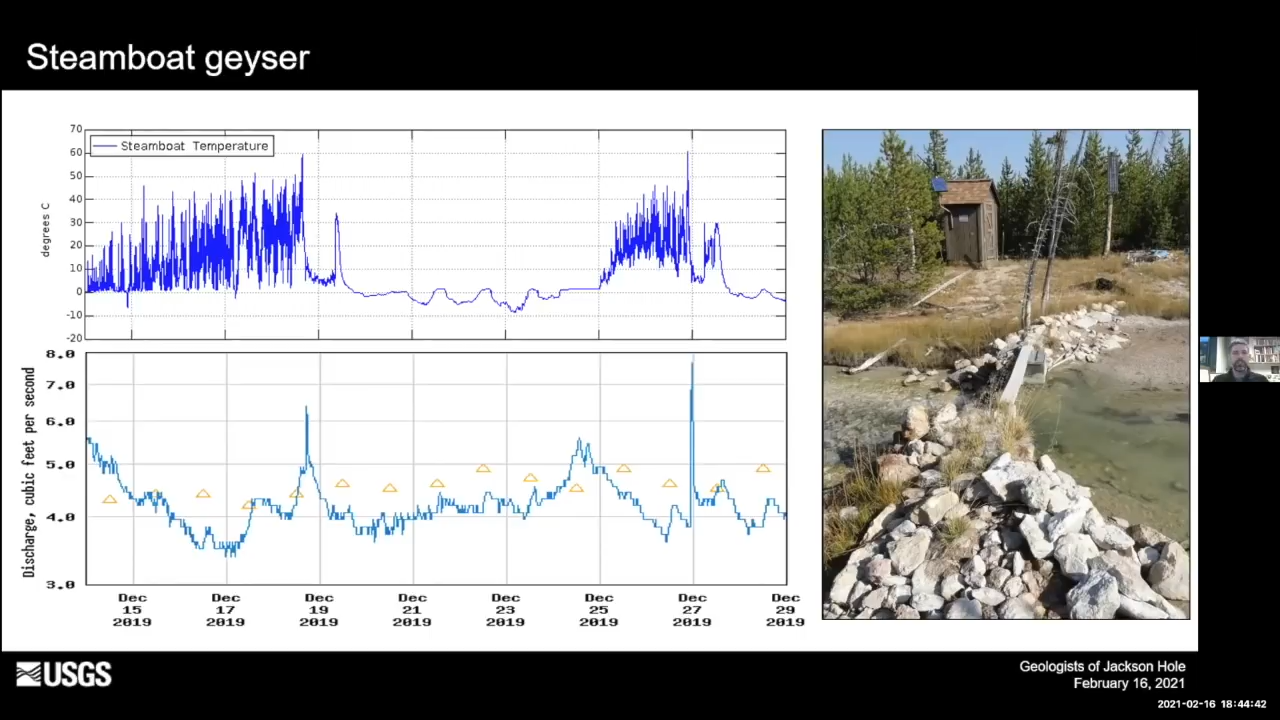 Steamboat geyser
70
60
50
40
30
20
10
0
-10
-20
degrees C
Steamboat Temperature
8.0
7.0
6.0
5.0
4.0
3.0
Discharge, cubic feet per second
Dec Dec Dec Dec Dec Dec Dec Dec
15 17 19 21 23 25 27 29
2019 2019 2019 2019 2019 2019 2019 2019
USGS
Geologists of Jackson Hole
February 16, 2021
2021-02-16 18:44:42